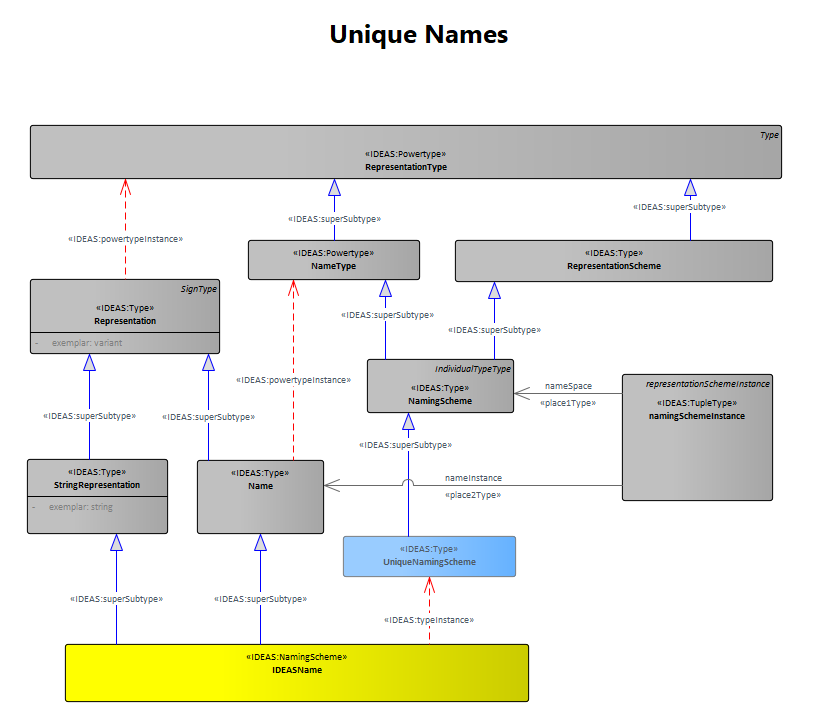 Unique Names
Type
«IDEAS:Powertype»
RepresentationType
«IDEAS:superSubtype»
«IDEAS:superSubtype»
«IDEAS:powertypeInstance»
«IDEAS:Powertype»
NameType
«IDEAS:Type»
RepresentationScheme
SignType
«IDEAS:Type»
Representation
- exemplar: variant
«IDEAS:superSubtype»
«IDEAS:superSubtype»
IndividualTypeType
«IDEAS:Type»
NamingScheme
«IDEAS:powertypeInstance»
nameSpace
«place1Type»
representationSchemeInstance
«IDEAS:TupleType»
namingSchemeInstance
«IDEAS:superSubtype»
«IDEAS:superSubtype»
«IDEAS:superSubtype»
«IDEAS:Type»
StringRepresentation
- exemplar: string
«IDEAS:Type»
Name
nameInstance
«place2Type»
«IDEAS:Type»
UniqueNamingScheme
«IDEAS:superSubtype»
«IDEAS:superSubtype»
«IDEAS:typeInstance»
«IDEAS:NamingScheme»
IDEASName